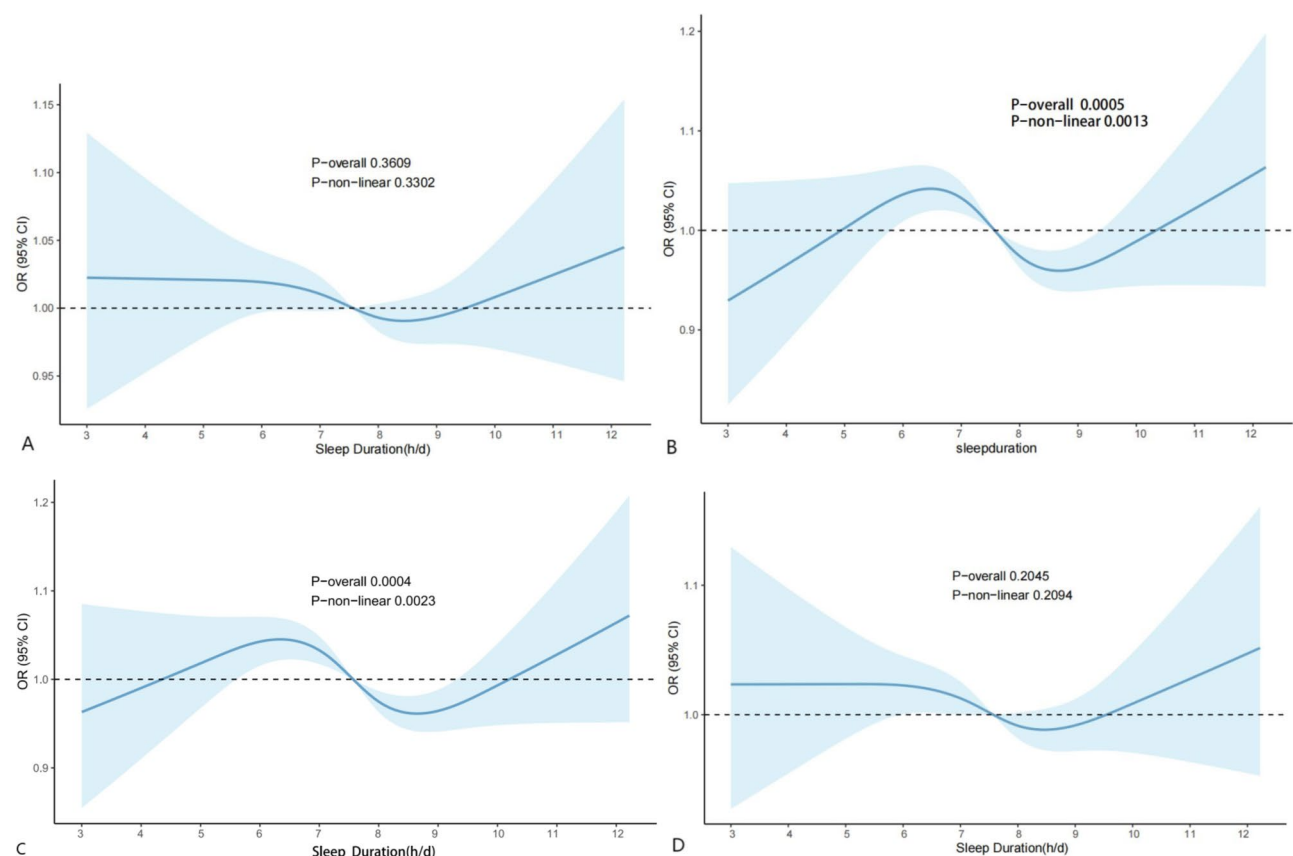 1.15
1.10
1.05
1.00
0.95
OR (95% CI)
P−overall 0.3609
P−non−linear 0.3302
3 4 5 6 7 8 9 10 11 12
Sleep Duration(h/d)
A
1.2
1.1
1.0
0.9
OR (95% CI)
P−overall 0.0005
P−non−linear 0.0013
3 4 5 6 7 8 9 10 11 12
sleepduration
B
1.2
1.1
1.0
0.9
OR (95% CI)
P−overall 0.0004
P−non−linear 0.0023
3 4 5 6 7 8 9 10 11 12
Sleep Duration(h/d)
C
1.1
1.0
OR (95% CI)
P−overall 0.2045
P−non−linear 0.2094
3 4 5 6 7 8 9 10 11 12
Sleep Duration(h/d)
D